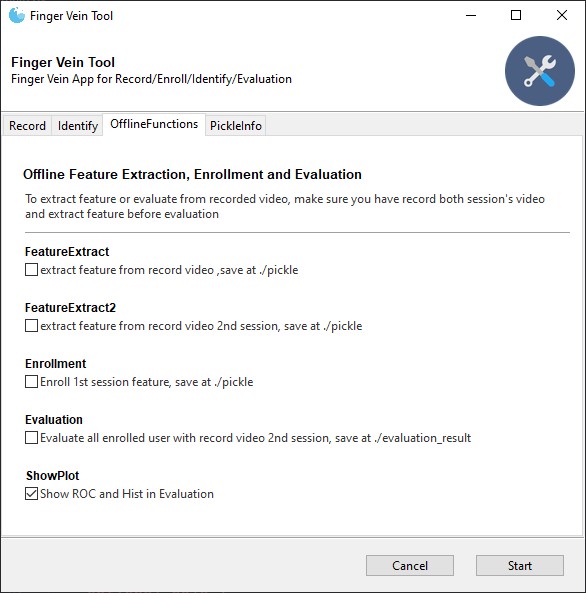 Finger Vein Tool
Finger Vein Tool
Finger Vein App for Record/Enroll/Identify/Evaluation
Record Identify OfflineFunctions PickleInfo
Offline Feature Extraction, Enrollment and Evaluation
To extract feature or evaluate from recorded video, make sure you have record both session's video
and extract feature before evaluation
FeatureExtract
extract feature from record video ,save at ./pickle
FeatureExtract2
extract feature from record video 2nd session, save at ./pickle
Enrollment
Enroll 1st session feature, save at ./pickle
Evaluation
Evaluate all enrolled user with record video 2nd session, save at ./evaluation_result
ShowPlot
Show ROC and Hist in Evaluation
Cancel Start